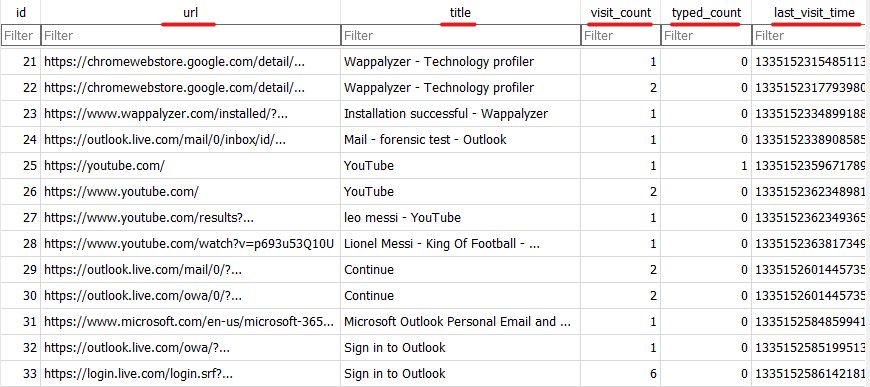 id url title visit_count typed_count last_visit_time
Filter Filter Filter Filter Filter Filter
21 https://chromewebstore.google.com/detail/... Wappalyzer - Technology profiler 1 0 1335152315485113
22 https://chromewebstore.google.com/detail/... Wappalyzer - Technology profiler 2 0 1335152317793980
23 https://www.wappalyzer.com/installed/?... Installation successful - Wappalyzer 1 0 1335152334899188
24 https://outlook.live.com/mail/0/inbox/id/... Mail - forensic test - Outlook 1 0 1335152338908585
25 https://youtube.com/ YouTube 1 1 1335152359671789
26 https://www.youtube.com/ YouTube 2 0 1335152362348981
27 https://www.youtube.com/results?... leo messi - YouTube 1 0 1335152362349365
28 https://www.youtube.com/watch?v=p693u53Q10U Lionel Messi - King Of Football - ... 1 0 1335152363817349
29 https://outlook.live.com/mail/0/?... Continue 2 0 1335152601445735
30 https://outlook.live.com/owa/0/?... Continue 2 0 1335152601445735
31 https://www.microsoft.com/en-us/microsoft-365... Microsoft Outlook Personal Email and ... 1 0 1335152584859941
32 https://outlook.live.com/owa/?... Sign in to Outlook 1 0 1335152585199513
33 https://login.live.com/login.srf?... Sign in to Outlook 6 0 1335152586142181